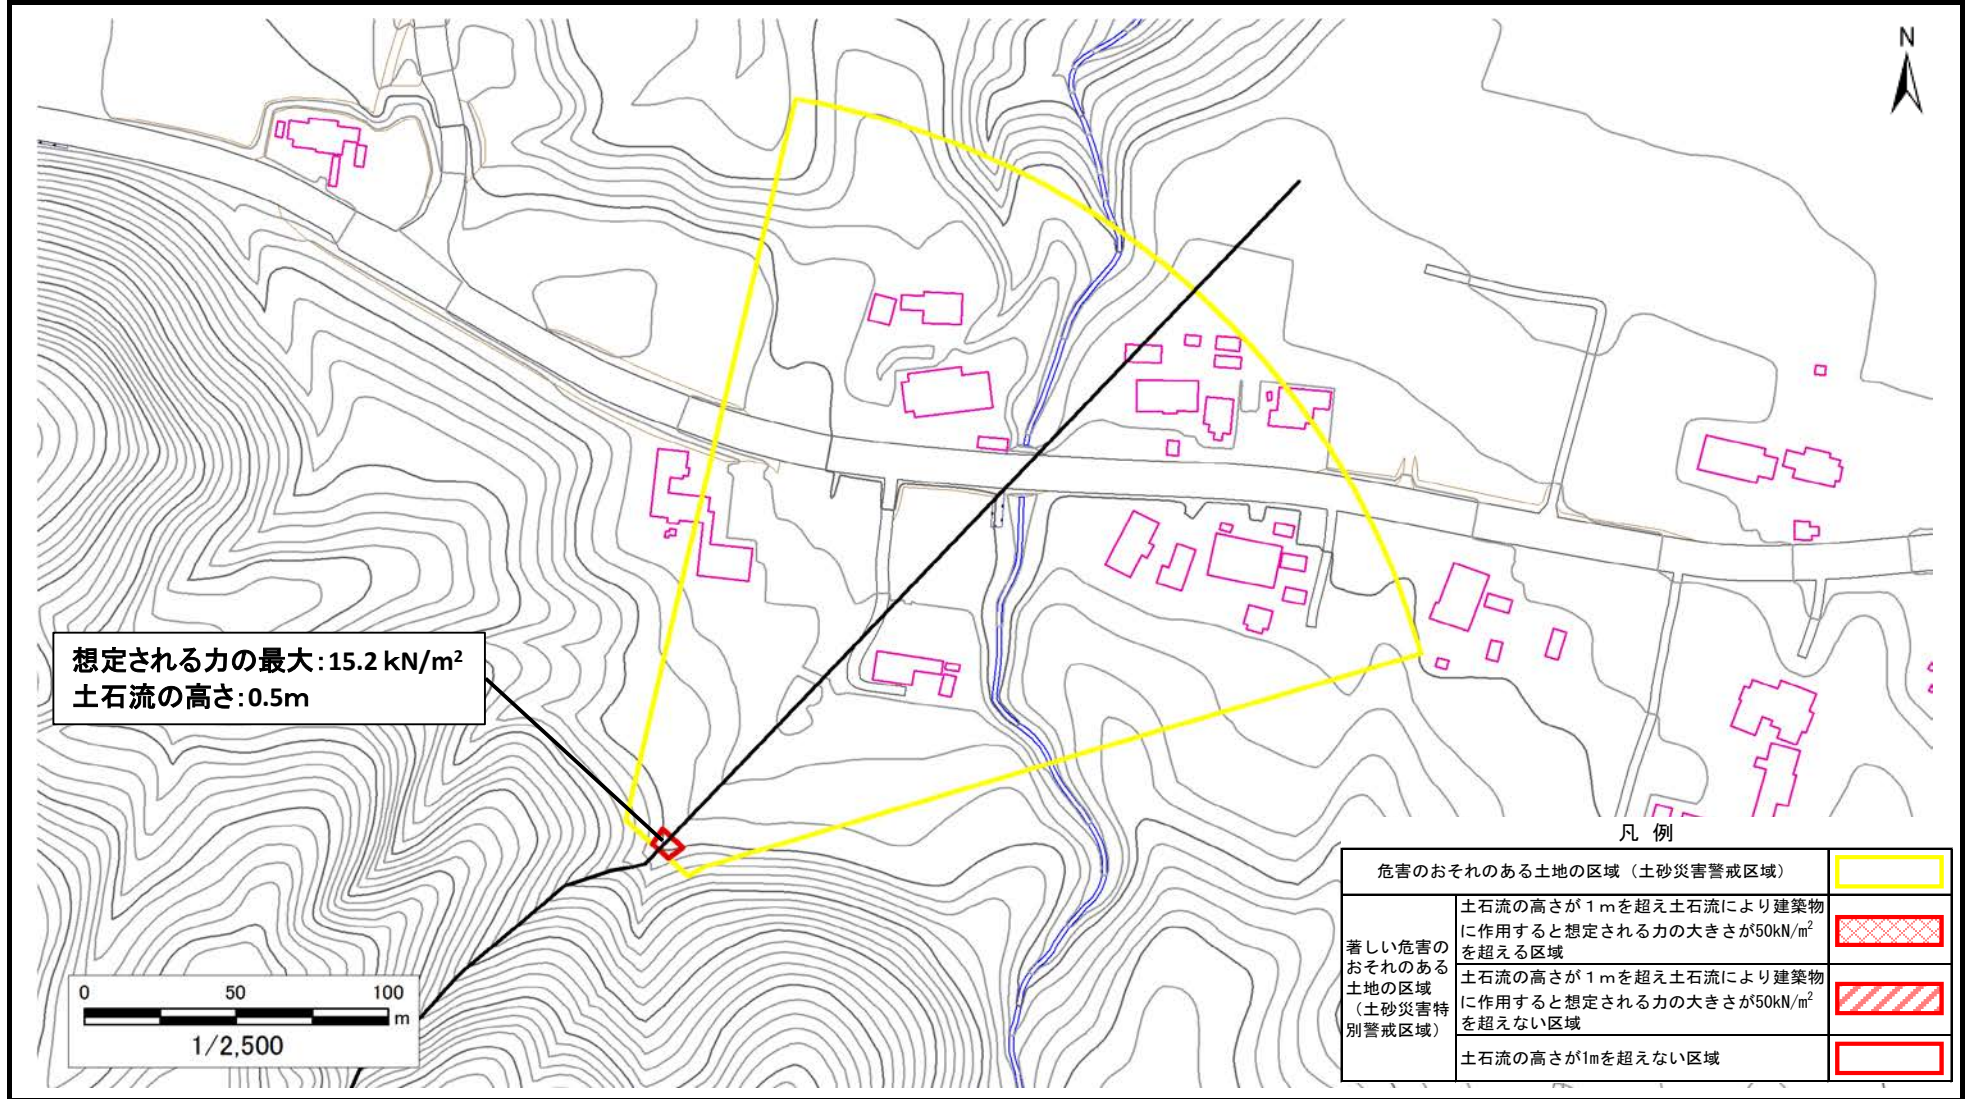 N
想定される力の最大:15.2 kN/m²
土石流の高さ:0.5m
0 50 100
m
1/2,500
凡 例
危害のおそれのある土地の区域（土砂災害警戒区域）
著しい危害の
おそれのある
土地の区域
（土砂災害特
別警戒区域）
土石流の高さが１ｍを超え土石流により建築物
に作用すると想定される力の大きさが50kN/㎡
を超える区域
土石流の高さが１ｍを超え土石流により建築物
に作用すると想定される力の大きさが50kN/㎡
を超えない区域
土石流の高さが1mを超えない区域